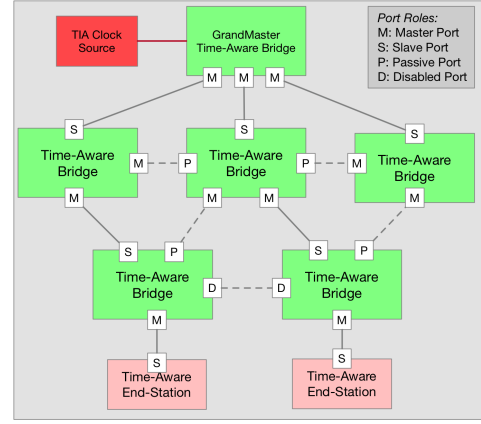 TIA Clock
Source
GrandMaster
Time-Aware Bridge
Port Roles:
M: Master Port
S: Slave Port
P: Passive Port
D: Disabled Port
M M M
S S S
Time-Aware
Bridge
M P
Time-Aware
Bridge
P M
Time-Aware
Bridge
M M M M
S P S P
Time-Aware
Bridge
D D
Time-Aware
Bridge
M M
S S
Time-Aware
End-Station
Time-Aware
End-Station